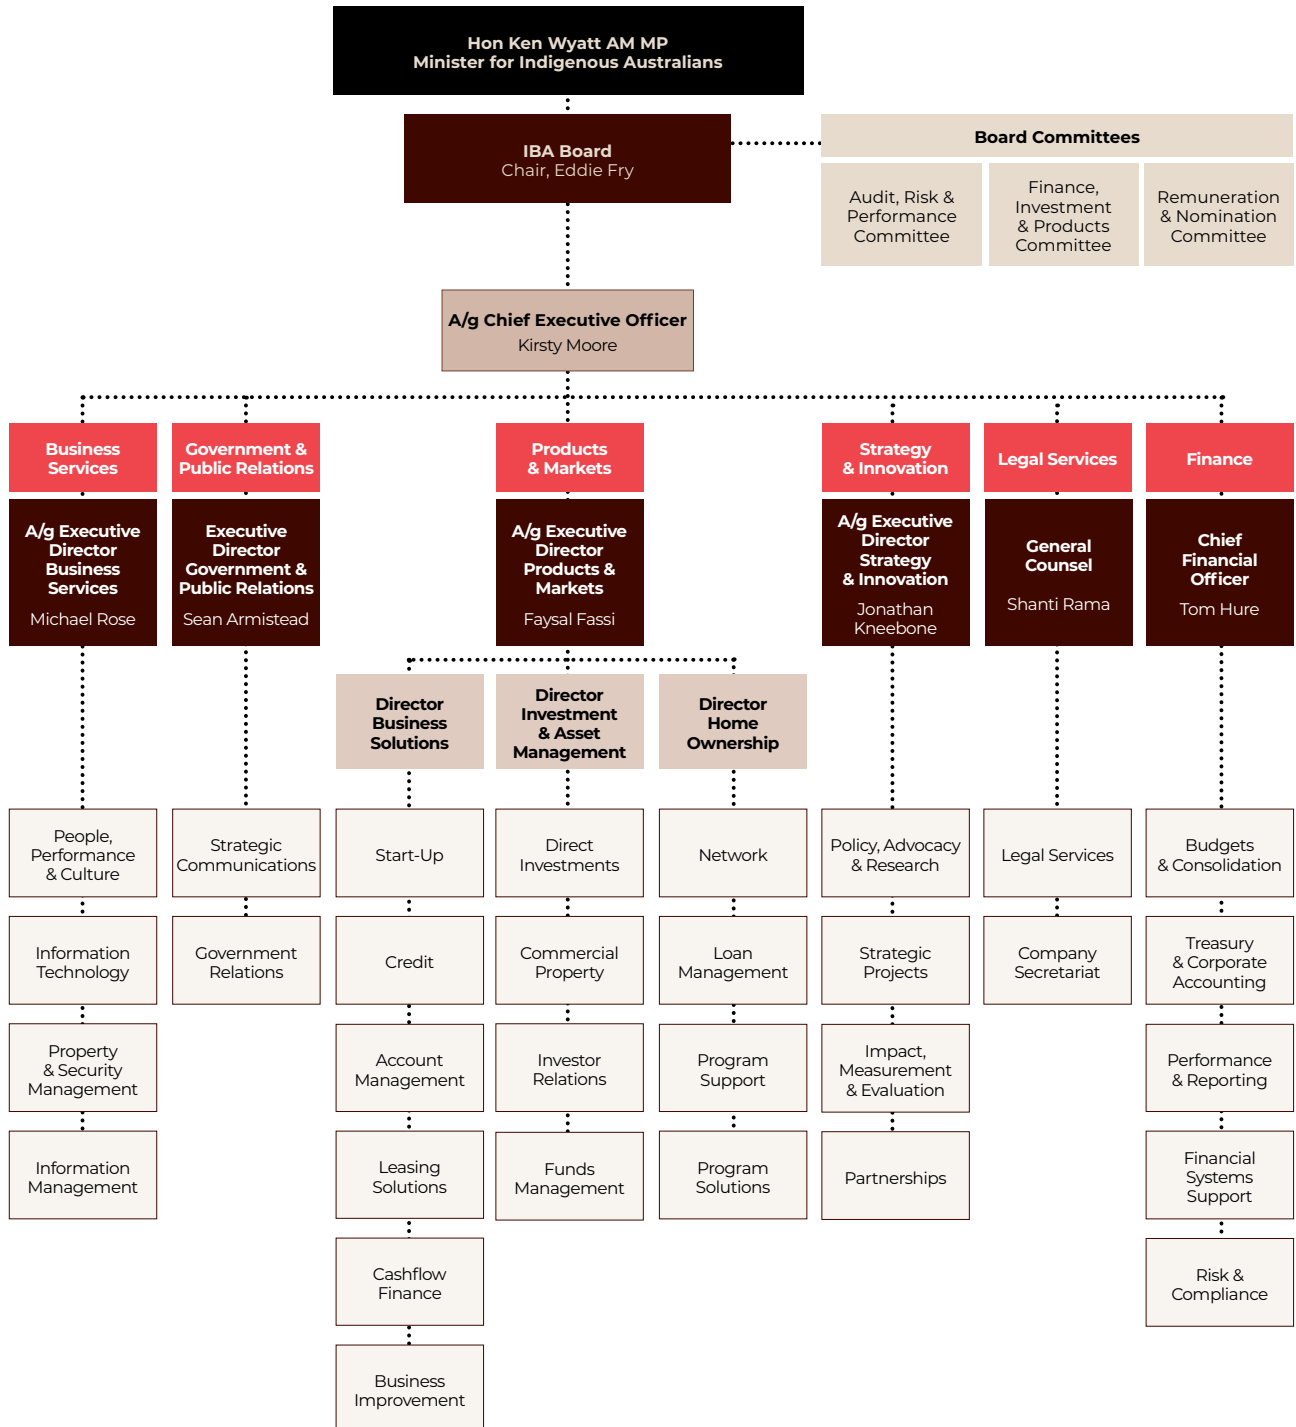 Hon Ken Wyatt AM MP
Minister for Indigenous Australians
IBA Board
Chair, Eddie Fry
Board Committees
Audit, Risk &
Performance
Committee
Finance,
Investment
& Products
Committee
Remuneration
& Nomination
Committee
A/g Chief Executive Officer
Kirsty Moore
Business
Services
A/g Executive
Director
Business
Services
Michael Rose
People,
Performance
& Culture
Information
Technology
Property
& Security
Management
Information
Management
Government &
Public Relations
Executive
Director
Government &
Public Relations
Sean Armistead
Strategic
Communications
Government
Relations
Products
& Markets
A/g Executive
Director
Products &
Markets
Faysal Fassi
Director
Business
Solutions
Start-Up
Credit
Account
Management
Leasing
Solutions
Cashflow
Finance
Business
Improvement
Director
Investment
& Asset
Management
Direct
Investments
Commercial
Property
Investor
Relations
Funds
Management
Director
Home
Ownership
Network
Loan
Management
Program
Support
Program
Solutions
Strategy
& Innovation
A/g Executive
Director
Strategy
& Innovation
Jonathan
Kneebone
Policy, Advocacy
& Research
Strategic
Projects
Impact,
Measurement
& Evaluation
Partnerships
Legal Services
General
Counsel
Shanti Rama
Legal Services
Company
Secretariat
Finance
Chief
Financial
Officer
Tom Hure
Budgets
& Consolidation
Treasury
& Corporate
Accounting
Performance
& Reporting
Financial
Systems
Support
Risk &
Compliance